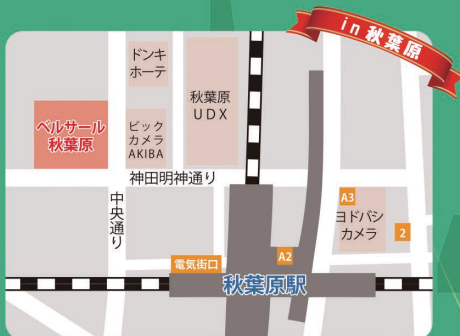 in 秋葉原
ドンキ
ホーテ
秋葉原
UDX
ベルサール
秋葉原
ビック
カメラ
AKIBA
神田明神通り
中央通り
A3
ヨドバシ
カメラ
2
A2
電気街口
秋葉原駅